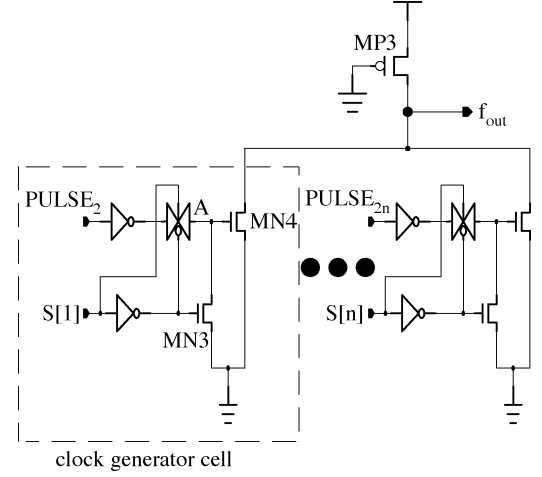 MP3
f_out
PULSE_2
A
MN4
S[1]
MN3
PULSE_2n
S[n]
clock generator cell